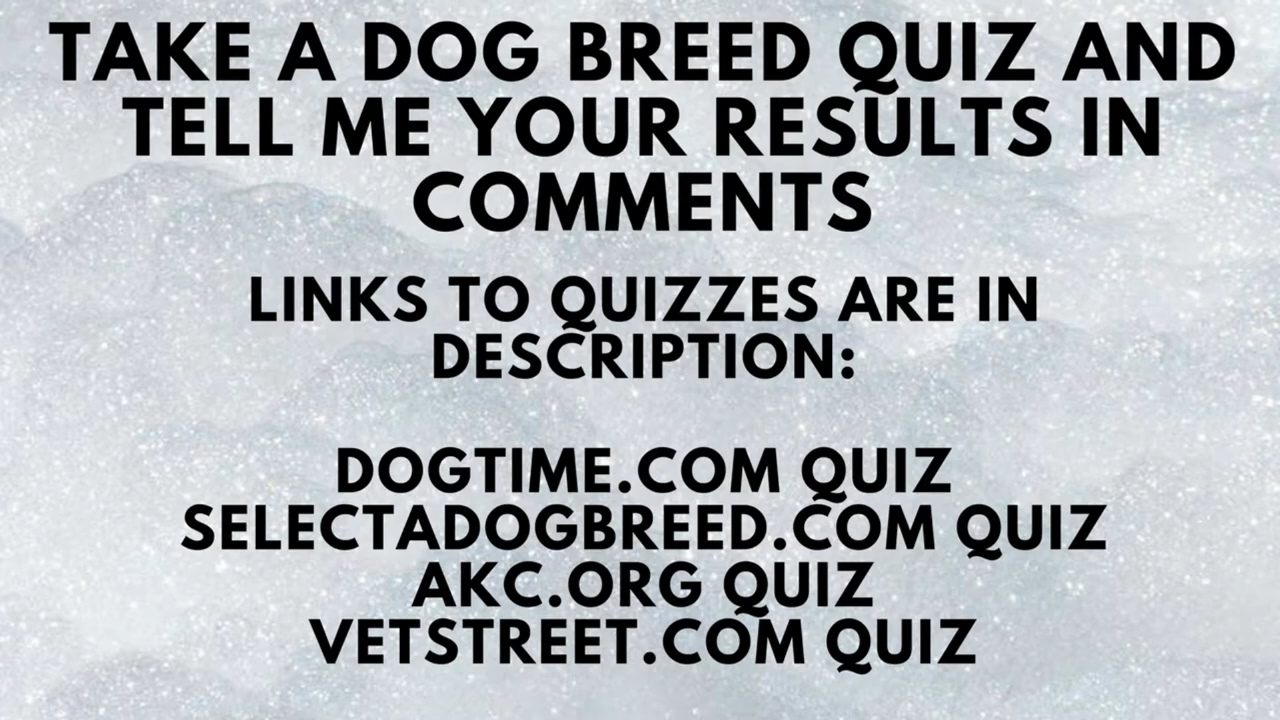 TAKE A DOG BREED QUIZ AND
TELL ME YOUR RESULTS IN
COMMENTS
LINKS TO QUIZZES ARE IN
DESCRIPTION:
DOGTIME.COM QUIZ
SELECTADOGBREED.COM QUIZ
AKC.ORG QUIZ
VETSTREET.COM QUIZ